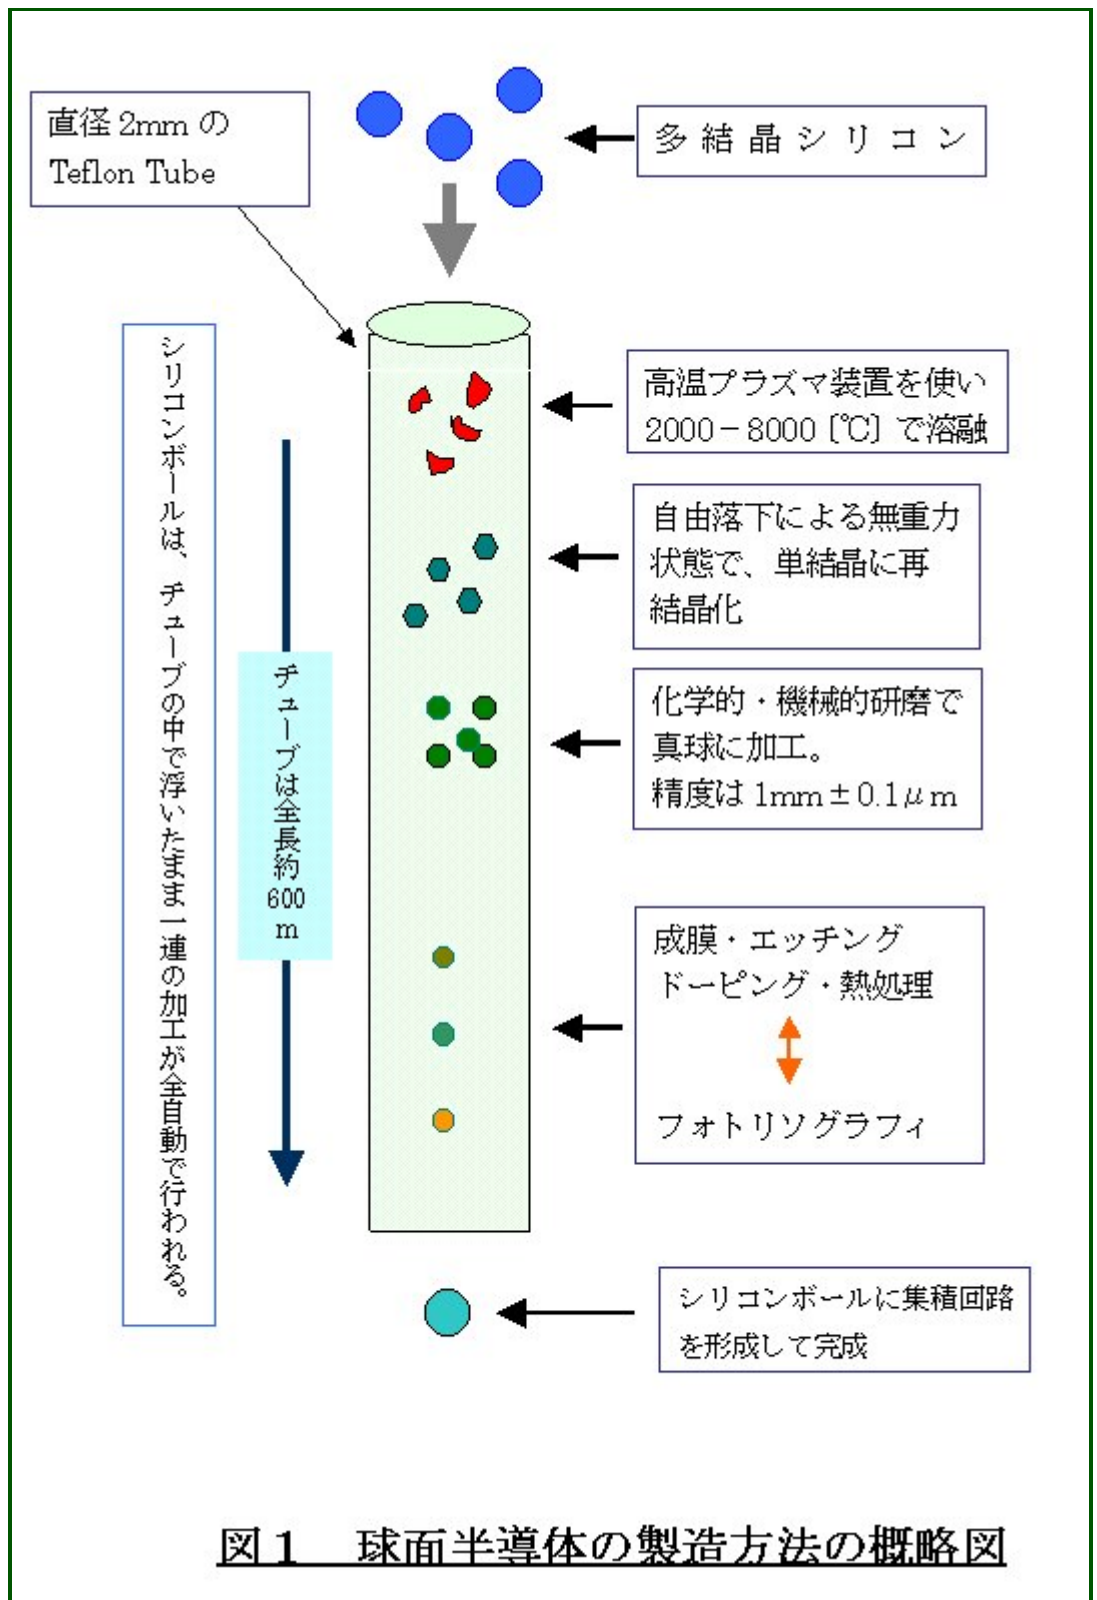 直径2mmの
Teflon Tube
多結晶シリコン
シリコンボールは、チューブの中で浮いたまま一連の加工が全自動で行われる。
チューブは全長約
600
m
高温プラズマ装置を使い
2000-8000〔℃〕で溶融
自由落下による無重力
状態で、単結晶に再
結晶化
化学的・機械的研磨で
真球に加工。
精度は1mm±0.1μm
成膜・エッチング
ドーピング・熱処理
フォトリソグラフィ
シリコンボールに集積回路
を形成して完成
図1 球面半導体の製造方法の概略図